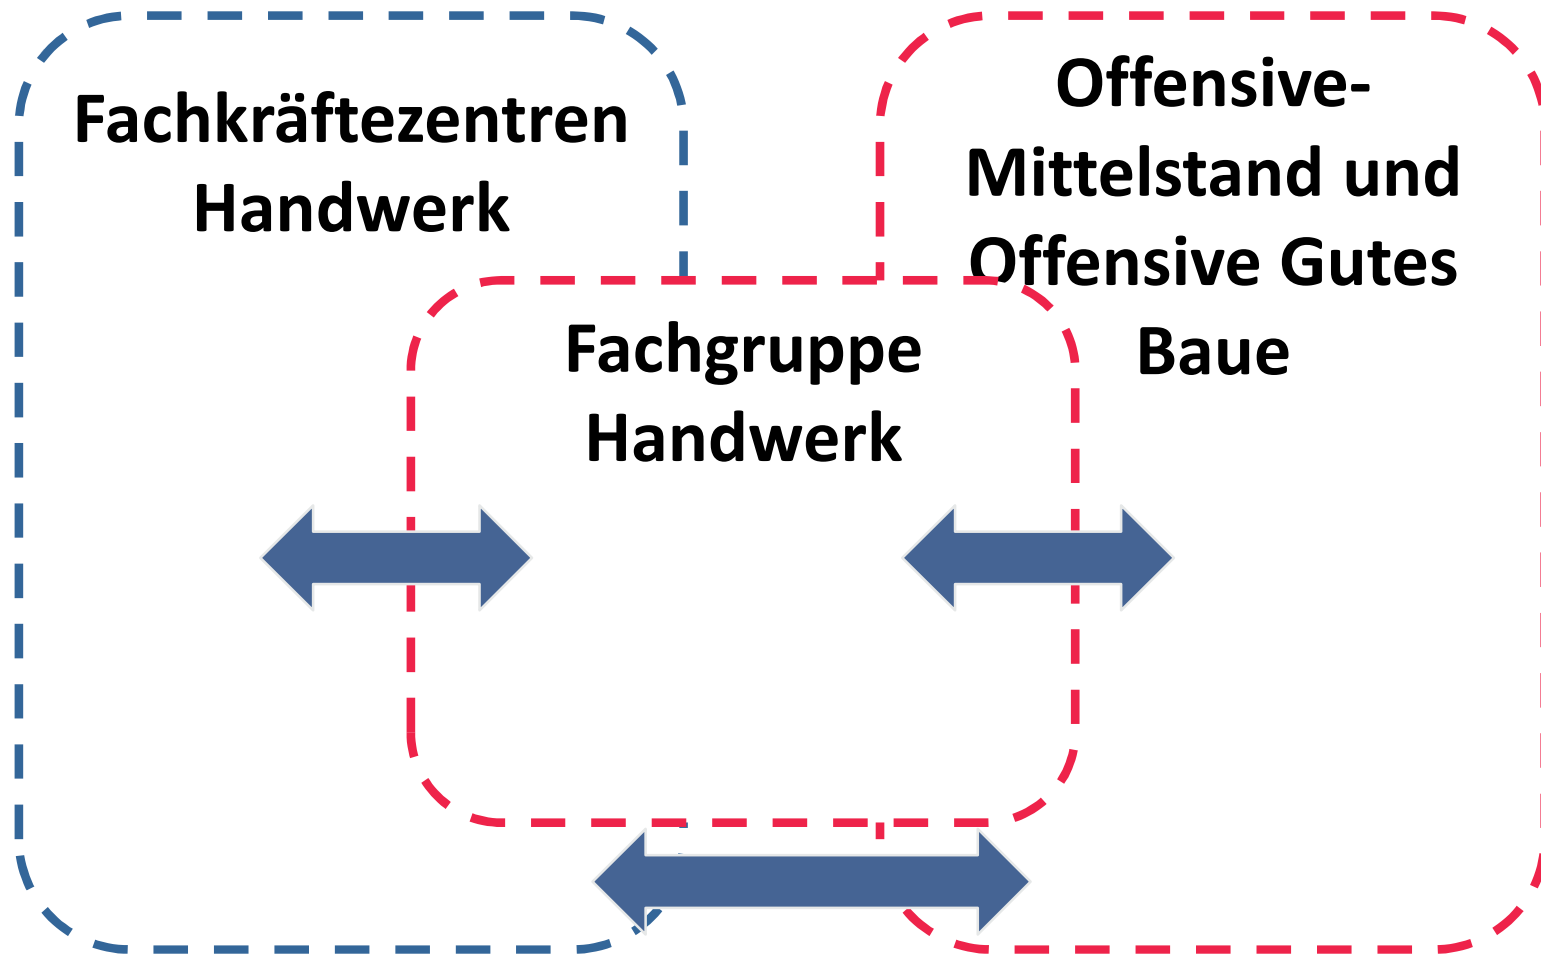 Fachkräftezentren
Handwerk
Offensive-
Mittelstand und
Offensive Gutes
Baue
Fachgruppe
Handwerk